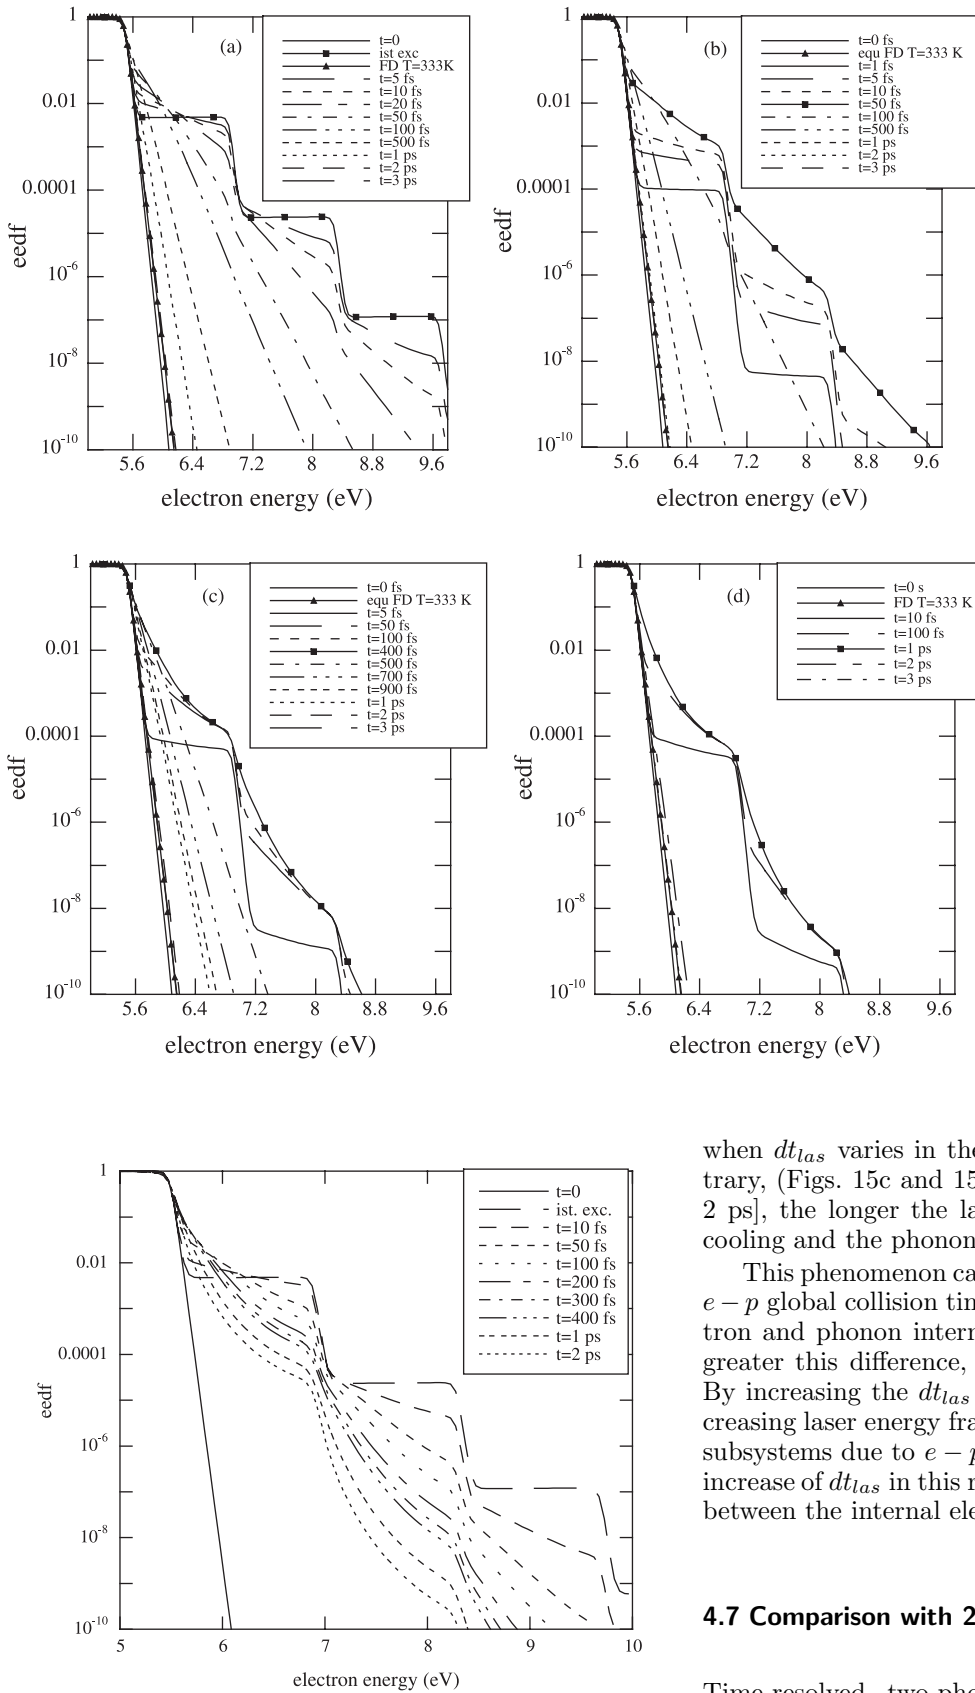 (a)
t=0
ist exc
FD T=333K
t=5 fs
t=10 fs
t=20 fs
t=50 fs
t=100 fs
t=500 fs
t=1 ps
t=2 ps
t=3 ps
1
0.01
0.0001
10-6
10-8
10-10
eedf
5.6 6.4 7.2 8 8.8 9.6
electron energy (eV)
(b)
t=0 fs
equ FD T=333 K
t=1 fs
t=5 fs
t=10 fs
t=50 fs
t=100 fs
t=500 fs
t=1 ps
t=2 ps
t=3 ps
1
0.01
0.0001
10-6
10-8
10-10
eedf
5.6 6.4 7.2 8 8.8 9.6
electron energy (eV)
(c)
t=0 fs
equ FD T=333 K
t=5 fs
t=50 fs
t=100 fs
t=400 fs
t=500 fs
t=700 fs
t=900 fs
t=1 ps
t=2 ps
t=3 ps
1
0.01
0.0001
10-6
10-8
10-10
eedf
5.6 6.4 7.2 8 8.8 9.6
electron energy (eV)
(d)
t=0 s
FD T=333 K
t=10 fs
t=100 fs
t=1 ps
t=2 ps
t=3 ps
1
0.01
0.0001
10-6
10-8
10-10
eedf
5.6 6.4 7.2 8 8.8 9.6
electron energy (eV)
t=0
ist. exc.
t=10 fs
t=50 fs
t=100 fs
t=200 fs
t=300 fs
t=400 fs
t=1 ps
t=2 ps
1
0.01
0.0001
10-6
10-8
10-10
eedf
5 6 7 8 9 10
electron energy (eV)
when dtlas varies in the
trary, (Figs. 15c and 15
2 ps], the longer the la
cooling and the phonon
This phenomenon ca
e − p global collision tin
tron and phonon intern
greater this difference,
By increasing the dtlas
creasing laser energy fra
subsystems due to e − p
increase of dtlas in this r
between the internal ele
4.7 Comparison with 2
Time-resolved two-pho